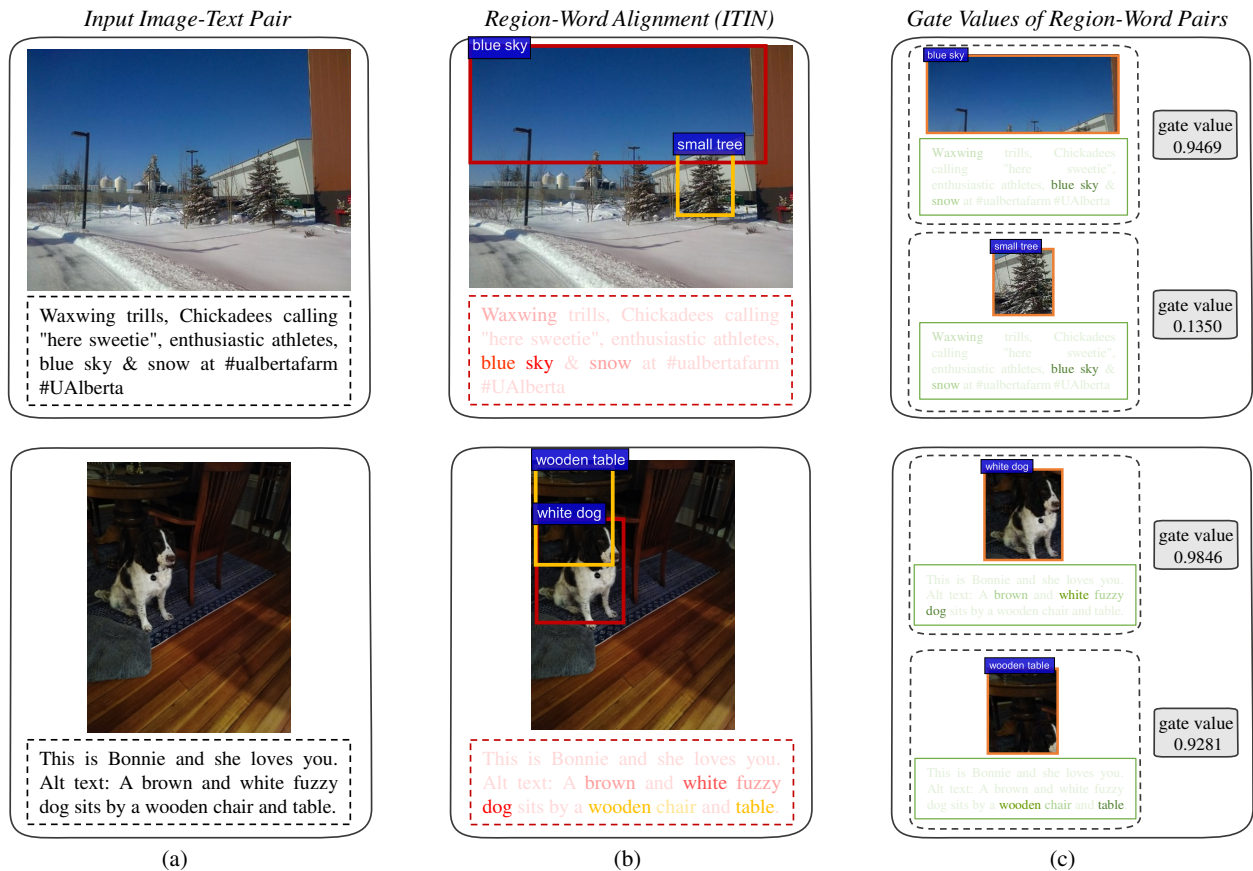 Input Image-Text Pair
Waxwing trills, Chickadees calling
"here sweetie", enthusiastic athletes,
blue sky & snow at #ualbertafarm
#UAlberta
This is Bonnie and she loves you.
Alt text: A brown and white fuzzy
dog sits by a wooden chair and table.
(a)
Region-Word Alignment (ITIN)
blue sky
small tree
Waxwing trills, Chickadees calling
"here sweetie", enthusiastic athletes,
blue sky & snow at #ualbertafarm
#UAlberta
wooden table
white dog
This is Bonnie and she loves you.
Alt text: A brown and white fuzzy
dog sits by a wooden chair and table.
(b)
Gate Values of Region-Word Pairs
blue sky
Waxwing trills, Chickadees
calling "here sweetie",
enthusiastic athletes, blue sky &
snow at #ualbertafarm #UAlberta
gate value
0.9469
small tree
Waxwing trills, Chickadees
calling "here sweetie",
enthusiastic athletes, blue sky &
snow at #ualbertafarm #UAlberta
gate value
0.1350
white dog
This is Bonnie and she loves you.
Alt text: A brown and white fuzzy
dog sits by a wooden chair and table.
gate value
0.9846
wooden table
This is Bonnie and she loves you.
Alt text: A brown and white fuzzy
dog sits by a wooden chair and table.
gate value
0.9281
(c)